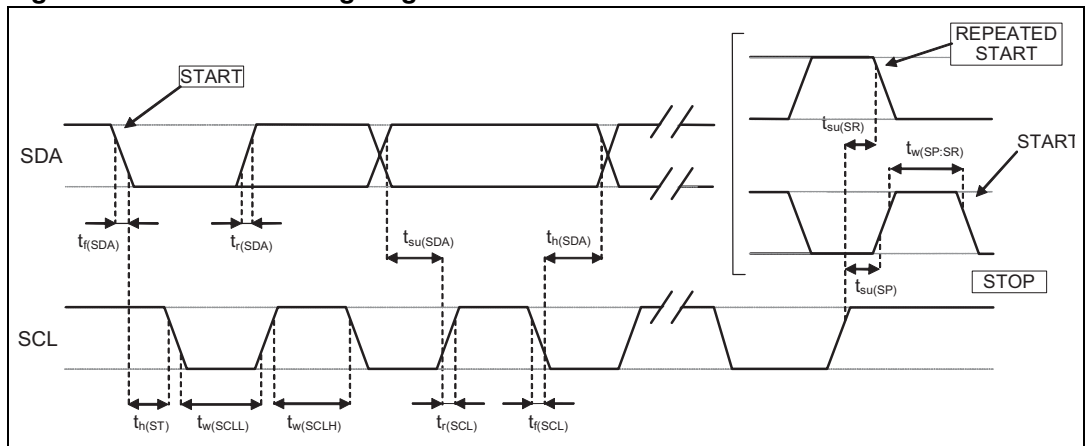 REPEATED
START
START
t_su(SR)
START
t_w(SP:SR)
SDA
t_f(SDA)
t_r(SDA)
t_su(SDA)
t_h(SDA)
t_su(SP)
STOP
SCL
t_h(ST)
t_w(SCLL)
t_w(SCLH)
t_r(SCL)
t_f(SCL)